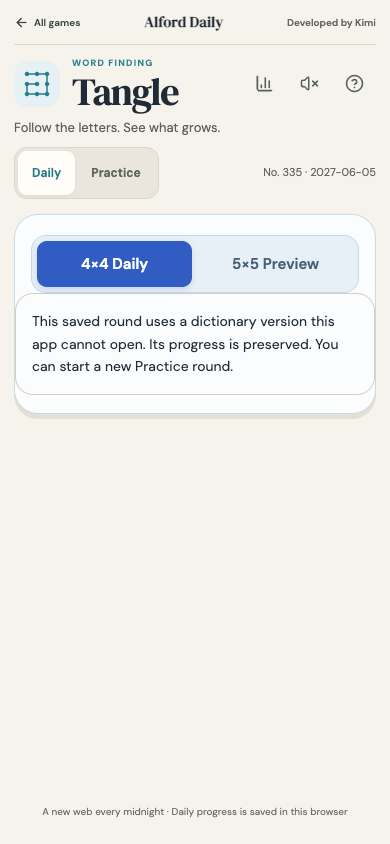 All games
Alford Daily
Developed by Kimi
WORD FINDING
Tangle
Follow the letters. See what grows.
Daily
Practice
No. 335 · 2027-06-05
4×4 Daily
5×5 Preview
This saved round uses a dictionary version this
app cannot open. Its progress is preserved. You
can start a new Practice round.
A new web every midnight · Daily progress is saved in this browser